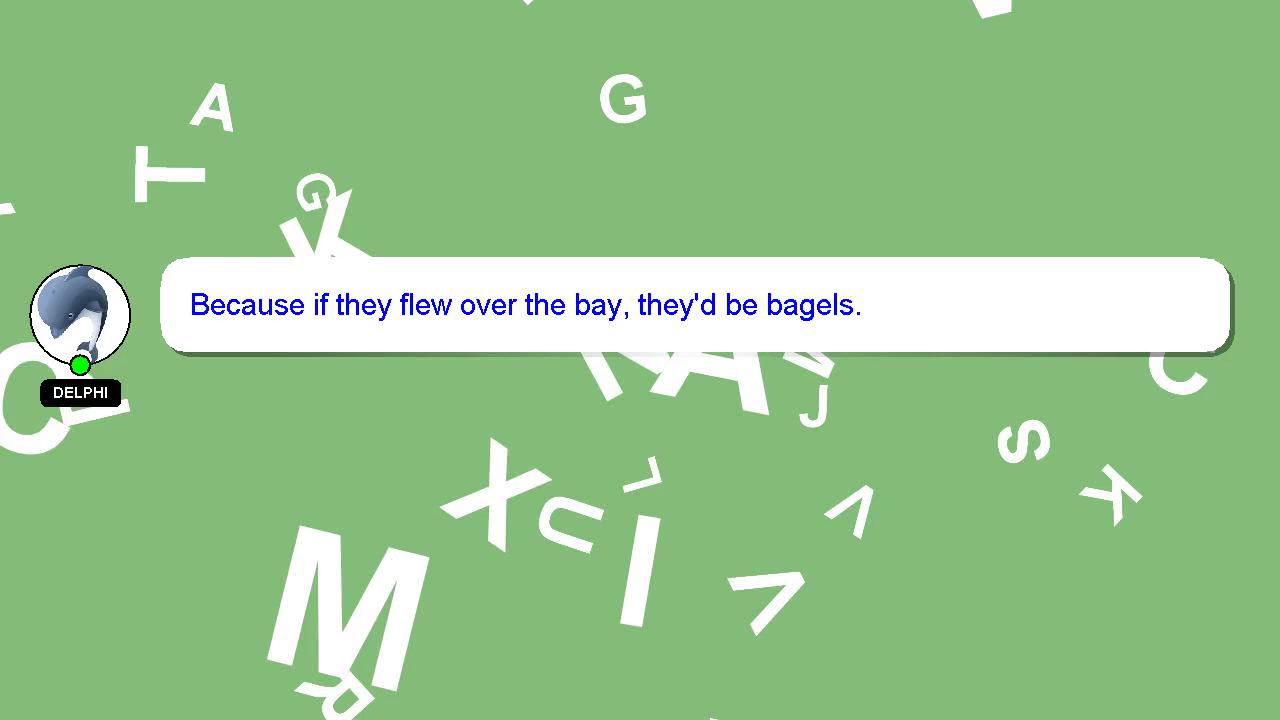 A
G
T
G
K
Because if they flew over the bay, they'd be bagels.
DELPHI
A
J
C
C
S
X
L
K
U
V
I
V
M
R